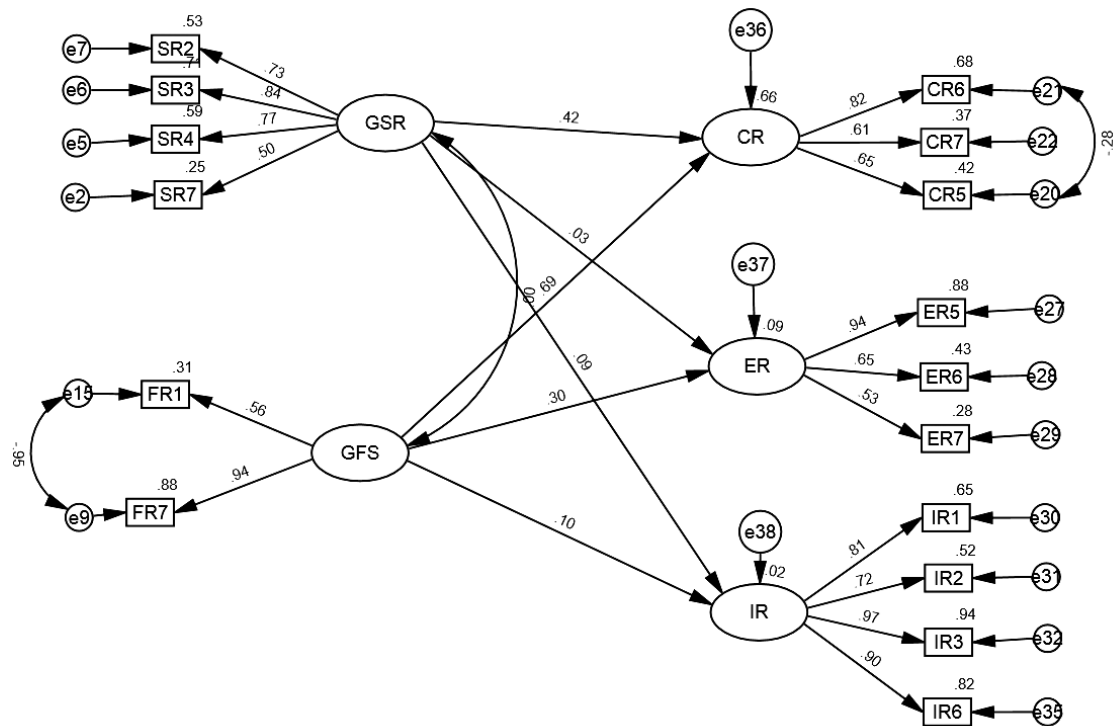 .53
e7
SR2
.73
.71
e6
SR3
.84
.59
e5
SR4
.77
.25
e2
SR7
.50
GSR
.42
e36
.66
CR
.82
.68
CR6
e21
.61
.37
CR7
e22
.65
.42
CR5
e20
-.28
.03
.69
.00
.09
e37
.09
ER
.94
.88
ER5
e27
.65
.43
ER6
e28
.53
.28
ER7
e29
.31
e15
FR1
.56
-.95
.88
e9
FR7
.94
GFS
.30
.10
e38
.02
IR
.81
.65
IR1
e30
.72
.52
IR2
e31
.97
.94
IR3
e32
.90
.82
IR6
e35